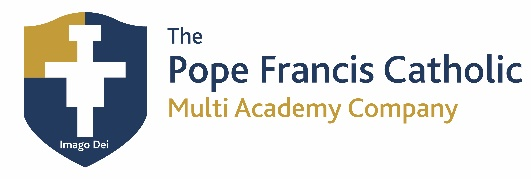 The
Pope Francis Catholic
Multi Academy Company
Imago Dei